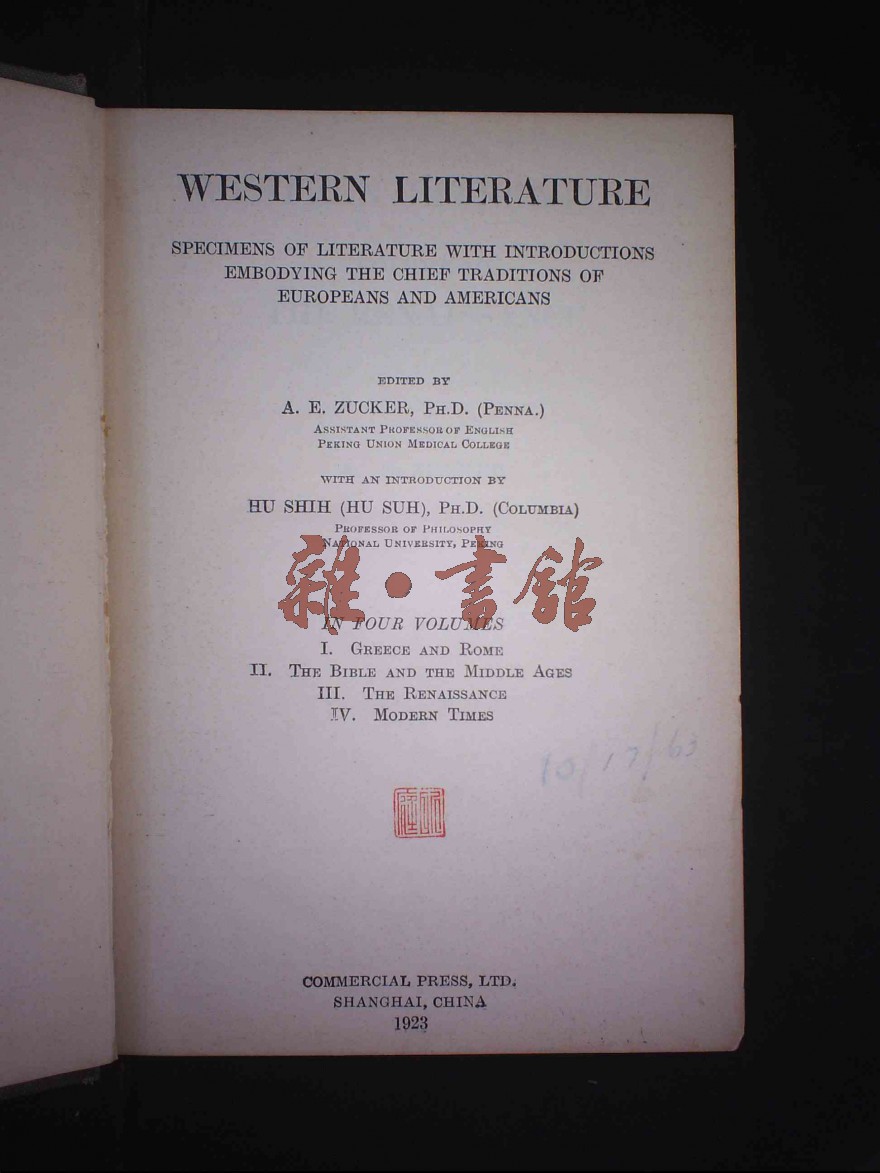 WESTERN LITERATURE
SPECIMENS OF LITERATURE WITH INTRODUCTIONS
EMBODYING THE CHIEF TRADITIONS OF
EUROPEANS AND AMERICANS
EDITED BY
A. E. ZUCKER, PH.D. (PENNA.)
ASSISTANT PROFESSOR OF ENGLISH
PEKING UNION MEDICAL COLLEGE
WITH AN INTRODUCTION BY
HU SHIH (HU SUH), PH.D. (COLUMBIA)
PROFESSOR OF PHILOSOPHY
NATIONAL UNIVERSITY, PEKING
雜·書館
IN FOUR VOLUMES
I. GREECE AND ROME
II. THE BIBLE AND THE MIDDLE AGES
III. THE RENAISSANCE
IV. MODERN TIMES
10/17/63
COMMERCIAL PRESS, LTD.
SHANGHAI, CHINA
1923